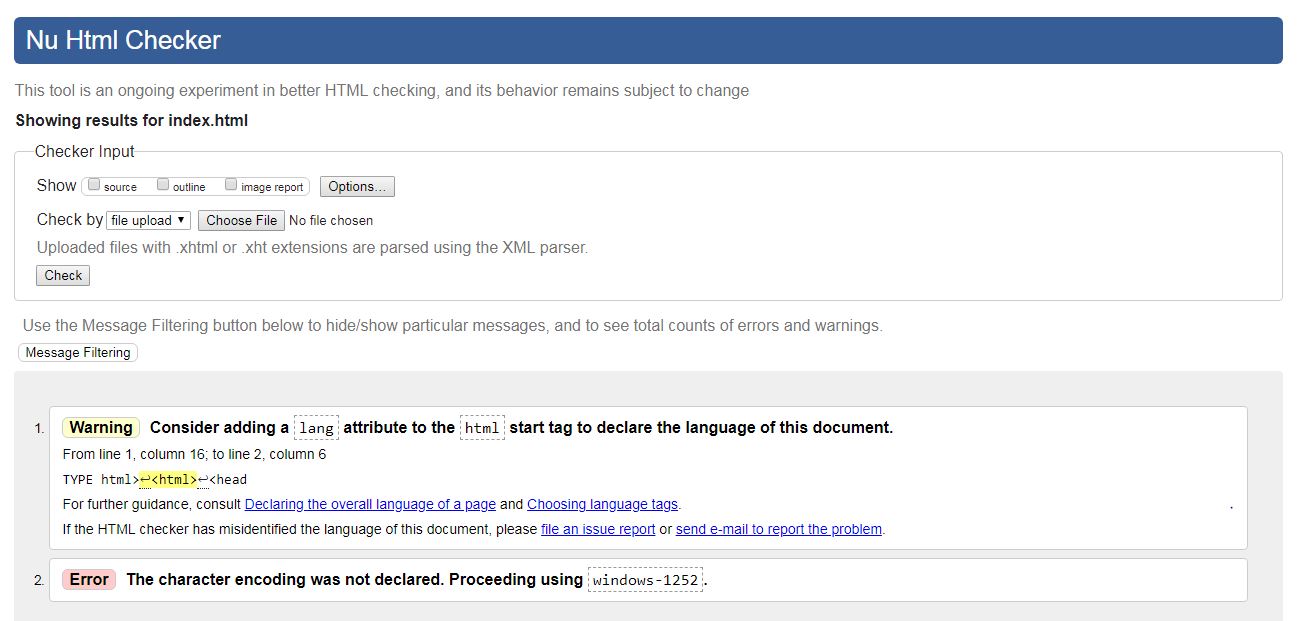 Nu Html Checker
This tool is an ongoing experiment in better HTML checking, and its behavior remains subject to change
Showing results for index.html
Checker Input
Show source outline image report Options...
Check by file upload ▼ Choose File No file chosen
Uploaded files with .xhtml or .xht extensions are parsed using the XML parser.
Check
Use the Message Filtering button below to hide/show particular messages, and to see total counts of errors and warnings.
Message Filtering
1. Warning Consider adding a lang attribute to the html start tag to declare the language of this document.
From line 1, column 16; to line 2, column 6
TYPE html>↩<html>↩<head
For further guidance, consult Declaring the overall language of a page and Choosing language tags.
If the HTML checker has misidentified the language of this document, please file an issue report or send e-mail to report the problem.
2. Error The character encoding was not declared. Proceeding using windows-1252.